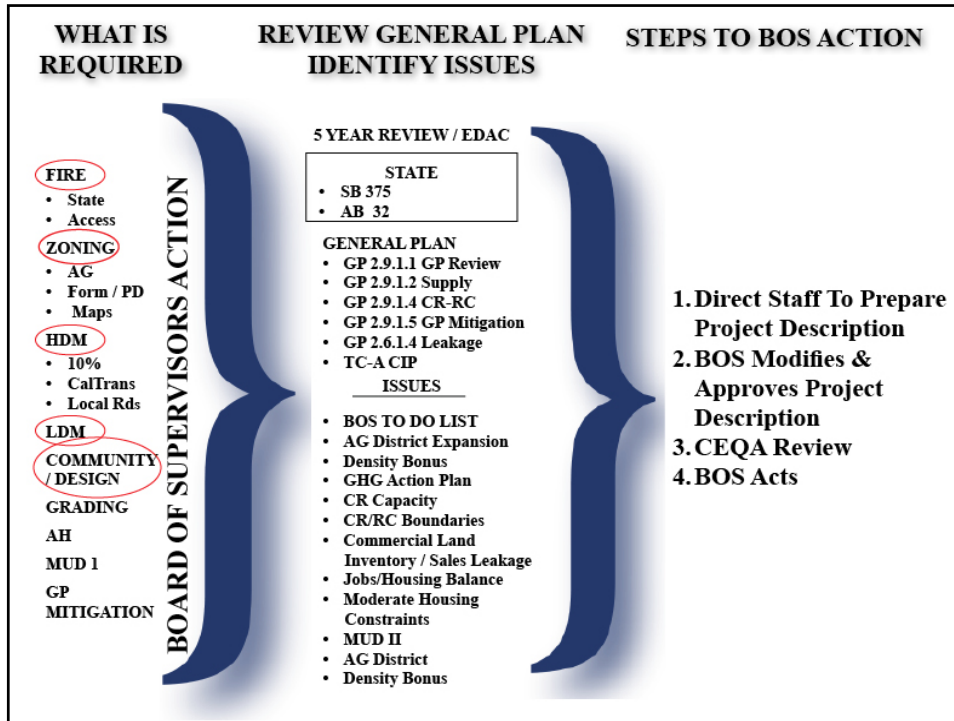 WHAT IS
REQUIRED
REVIEW GENERAL PLAN
IDENTIFY ISSUES
STEPS TO BOS ACTION
FIRE
• State
• Access
ZONING
• AG
• Form / PD
• Maps
HDM
• 10%
• CalTrans
• Local Rds
LDM
COMMUNITY
/ DESIGN
GRADING
AH
MUD 1
GP
MITIGATION
BOARD OF SUPERVISORS ACTION
5 YEAR REVIEW / EDAC
STATE
• SB 375
• AB 32
GENERAL PLAN
• GP 2.9.1.1 GP Review
• GP 2.9.1.2 Supply
• GP 2.9.1.4 CR-RC
• GP 2.9.1.5 GP Mitigation
• GP 2.6.1.4 Leakage
• TC-A CIP
ISSUES
• BOS TO DO LIST
• AG District Expansion
• Density Bonus
• GHG Action Plan
• CR Capacity
• CR/RC Boundaries
• Commercial Land
Inventory / Sales Leakage
• Jobs/Housing Balance
• Moderate Housing
Constraints
• MUD II
• AG District
• Density Bonus
1. Direct Staff To Prepare
Project Description
2. BOS Modifies &
Approves Project
Description
3. CEQA Review
4. BOS Acts